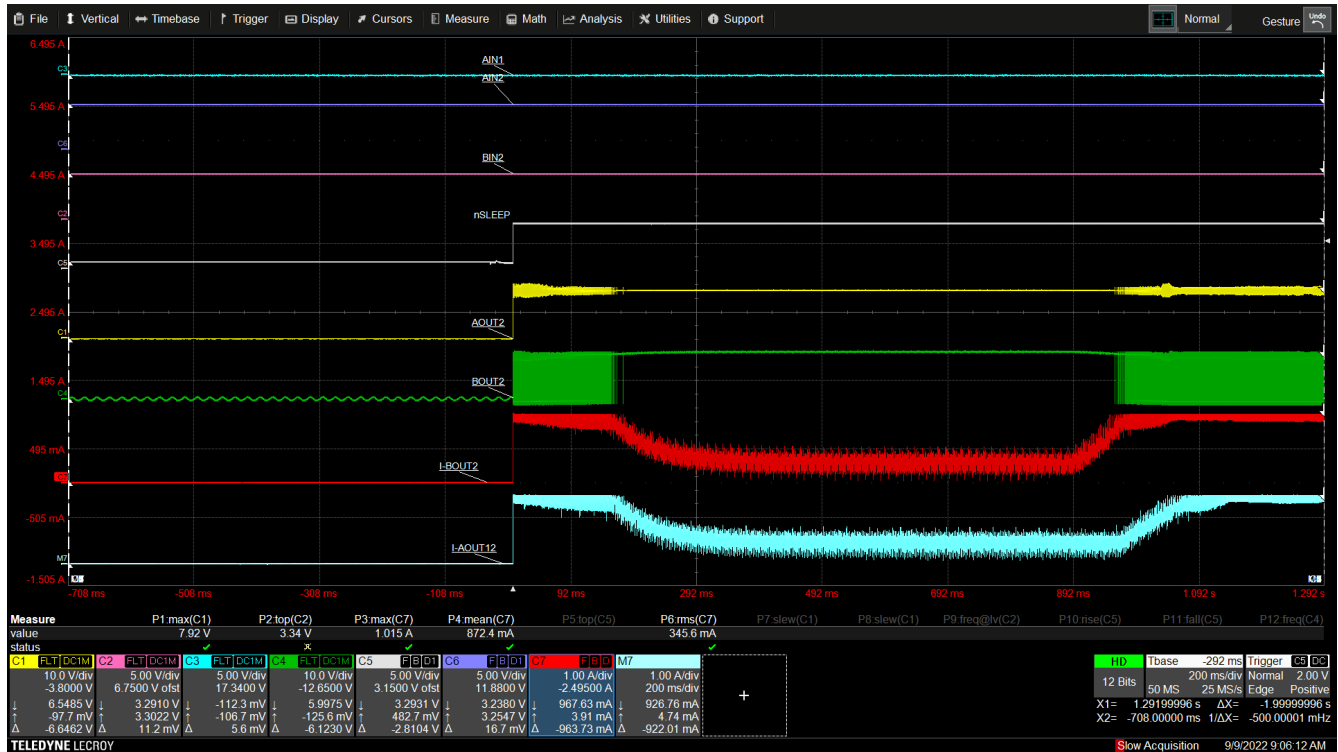 File Vertical Timebase Trigger Display Cursors Measure Math Analysis Utilities Support Normal Gesture Undo
6.495 A
C3
AIN1
AIN2
5.495 A
C6
BIN2
4.495 A
C2
nSLEEP
3.495 A
C5
2.495 A
AOUT2
C1
1.495 A
BOUT2
C4
495 mA
I-BOUT2
C7
-505 mA
I-AOUT12
M7
-1.505 A
-708 ms -508 ms -308 ms -108 ms 92 ms 292 ms 492 ms 692 ms 892 ms 1.092 s 1.292 s
Measure P1:max(C1) P2:top(C2) P3:max(C7) P4:mean(C7) P5:top(C5) P6:rms(C7) P7:slew(C1) P8:slew(C1) P9:freq@lv(C2) P10:rise(C5) P11:fall(C1) P12:freq(C4)
value 7.92 V 3.34 V 1.015 A 872.4 mA 345.6 mA
status
C1 FLT DC1M C2 FLT DC1M C3 FLT DC1M C4 FLT DC1M C5 F B D1 C6 F B D1 C7 F B D M7 HD Tbase -292 ms Trigger C5 DC
10.0 V/div 5.00 V/div 5.00 V/div 10.0 V/div 5.00 V/div 5.00 V/div 1.00 A/div 1.00 A/div 12 Bits 200 ms/div Normal 2.00 V
-3.8000 V 6.7500 V ofst 17.3400 V -12.6500 V 3.1500 V ofst 11.8800 V -2.49500 A 200 ms/div 50 MS 25 MS/s Edge Positive
↓ 6.5485 V ↓ 3.2910 V ↓ -112.3 mV ↓ 5.9975 V ↓ 3.2931 V ↓ 3.2380 V ↓ 967.63 mA ↓ 926.76 mA X1= 1.29199996 s ΔX= -1.99999996 s
↑ -97.7 mV ↑ 3.3022 V ↑ -106.7 mV ↑ -125.6 mV ↑ 482.7 mV ↑ 3.2547 V ↑ 3.91 mA ↑ 4.74 mA X2= -708.00000 ms 1/ΔX= -500.00001 mHz
Δ -6.6462 V Δ 11.2 mV Δ 5.6 mV Δ -6.1230 V Δ -2.8104 V Δ 16.7 mV Δ -963.73 mA Δ -922.01 mA
TELEDYNE LECROY Slow Acquisition 9/9/2022 9:06:12 AM